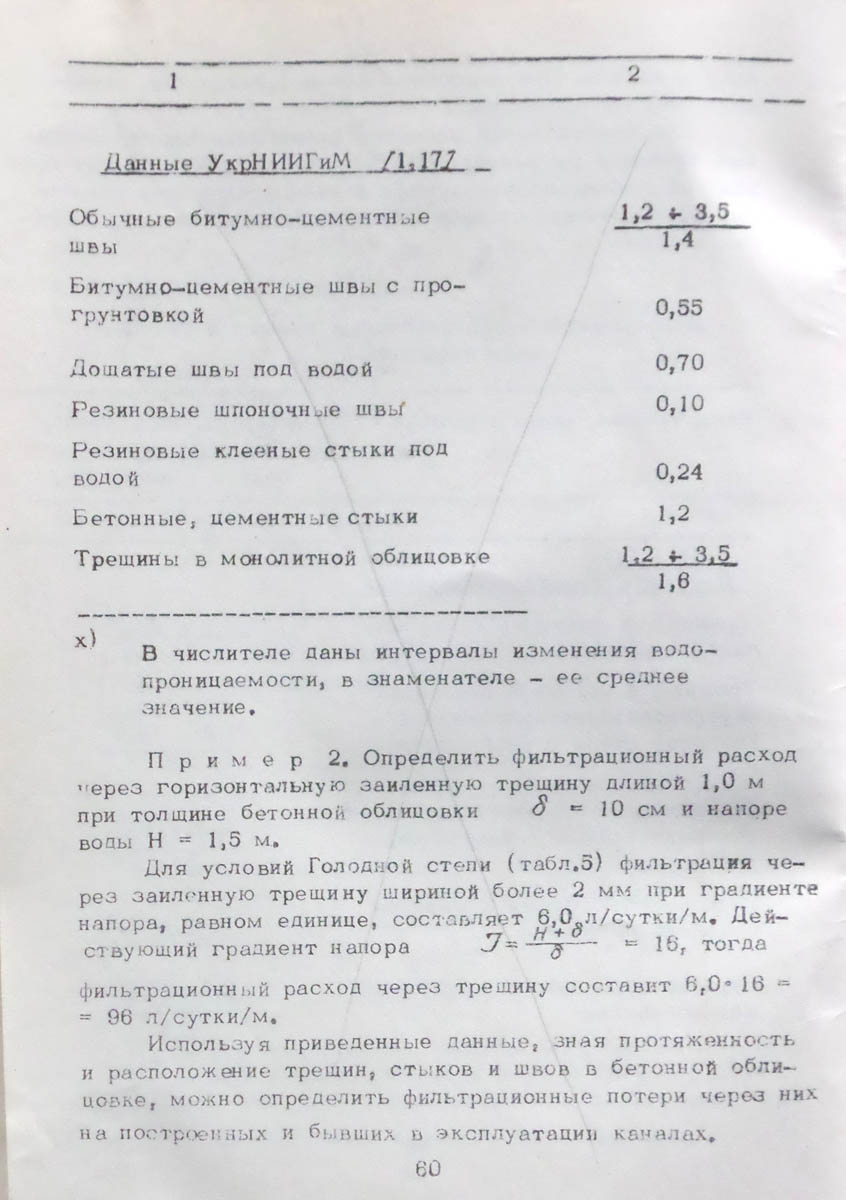 1 2
Данные УкрНИИГиМ /1,17/
Обычные битумно-цементные 1,2 ÷ 3,5
швы 1,4
Битумно-цементные швы с про-
грунтовкой 0,55
Дощатые швы под водой 0,70
Резиновые шпоночные швы 0,10
Резиновые клееные стыки под
водой 0,24
Бетонные, цементные стыки 1,2
Трещины в монолитной облицовке 1,2 ÷ 3,5
1,6
х)
В числителе даны интервалы изменения водо-
проницаемости, в знаменателе - ее среднее
значение.
Пример 2. Определить фильтрационный расход
через горизонтальную заиленную трещину длиной 1,0 м
при толщине бетонной облицовки δ = 10 см и напоре
воды Н = 1,5 м.
Для условий Голодной степи (табл.5) фильтрация че-
рез заиленную трещину шириной более 2 мм при градиенте
напора, равном единице, составляет 6,0 л/сутки/м. Дей-
ствующий градиент напора J = H + δ / δ = 16, тогда
фильтрационный расход через трещину составит 6,0·16 =
= 96 л/сутки/м.
Используя приведенные данные, зная протяженность
и расположение трещин, стыков и швов в бетонной обли-
цовке, можно определить фильтрационные потери через них
на построенных и бывших в эксплуатации каналах.
60